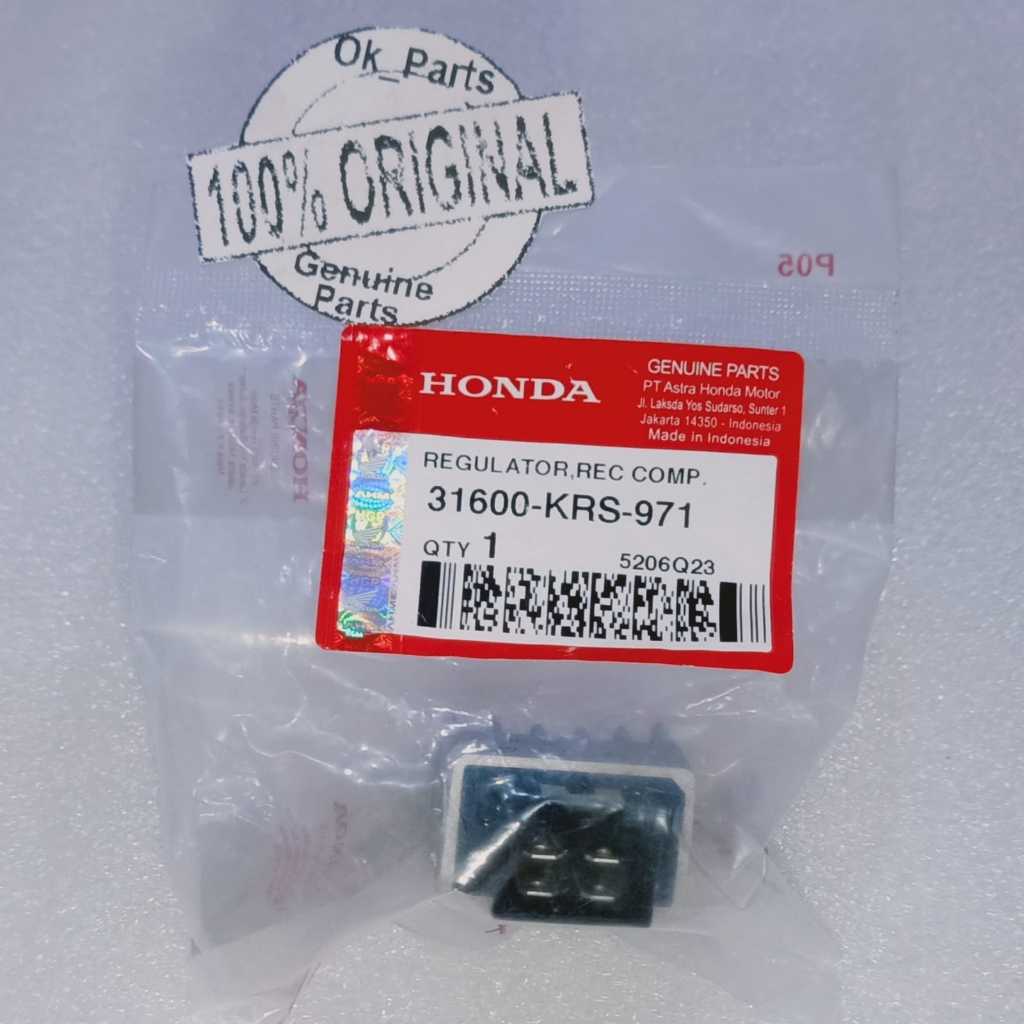 Ok_Parts
100% ORIGINAL
Genuine
Parts
P05
HONDA
GENUINE PARTS
PT Astra Honda Motor
Jl. Laksda Yos Sudarso, Sunter 1
Jakarta 14350 - Indonesia
Made in Indonesia
REGULATOR,REC COMP.
31600-KRS-971
QTY 1
5206Q23
HONDA